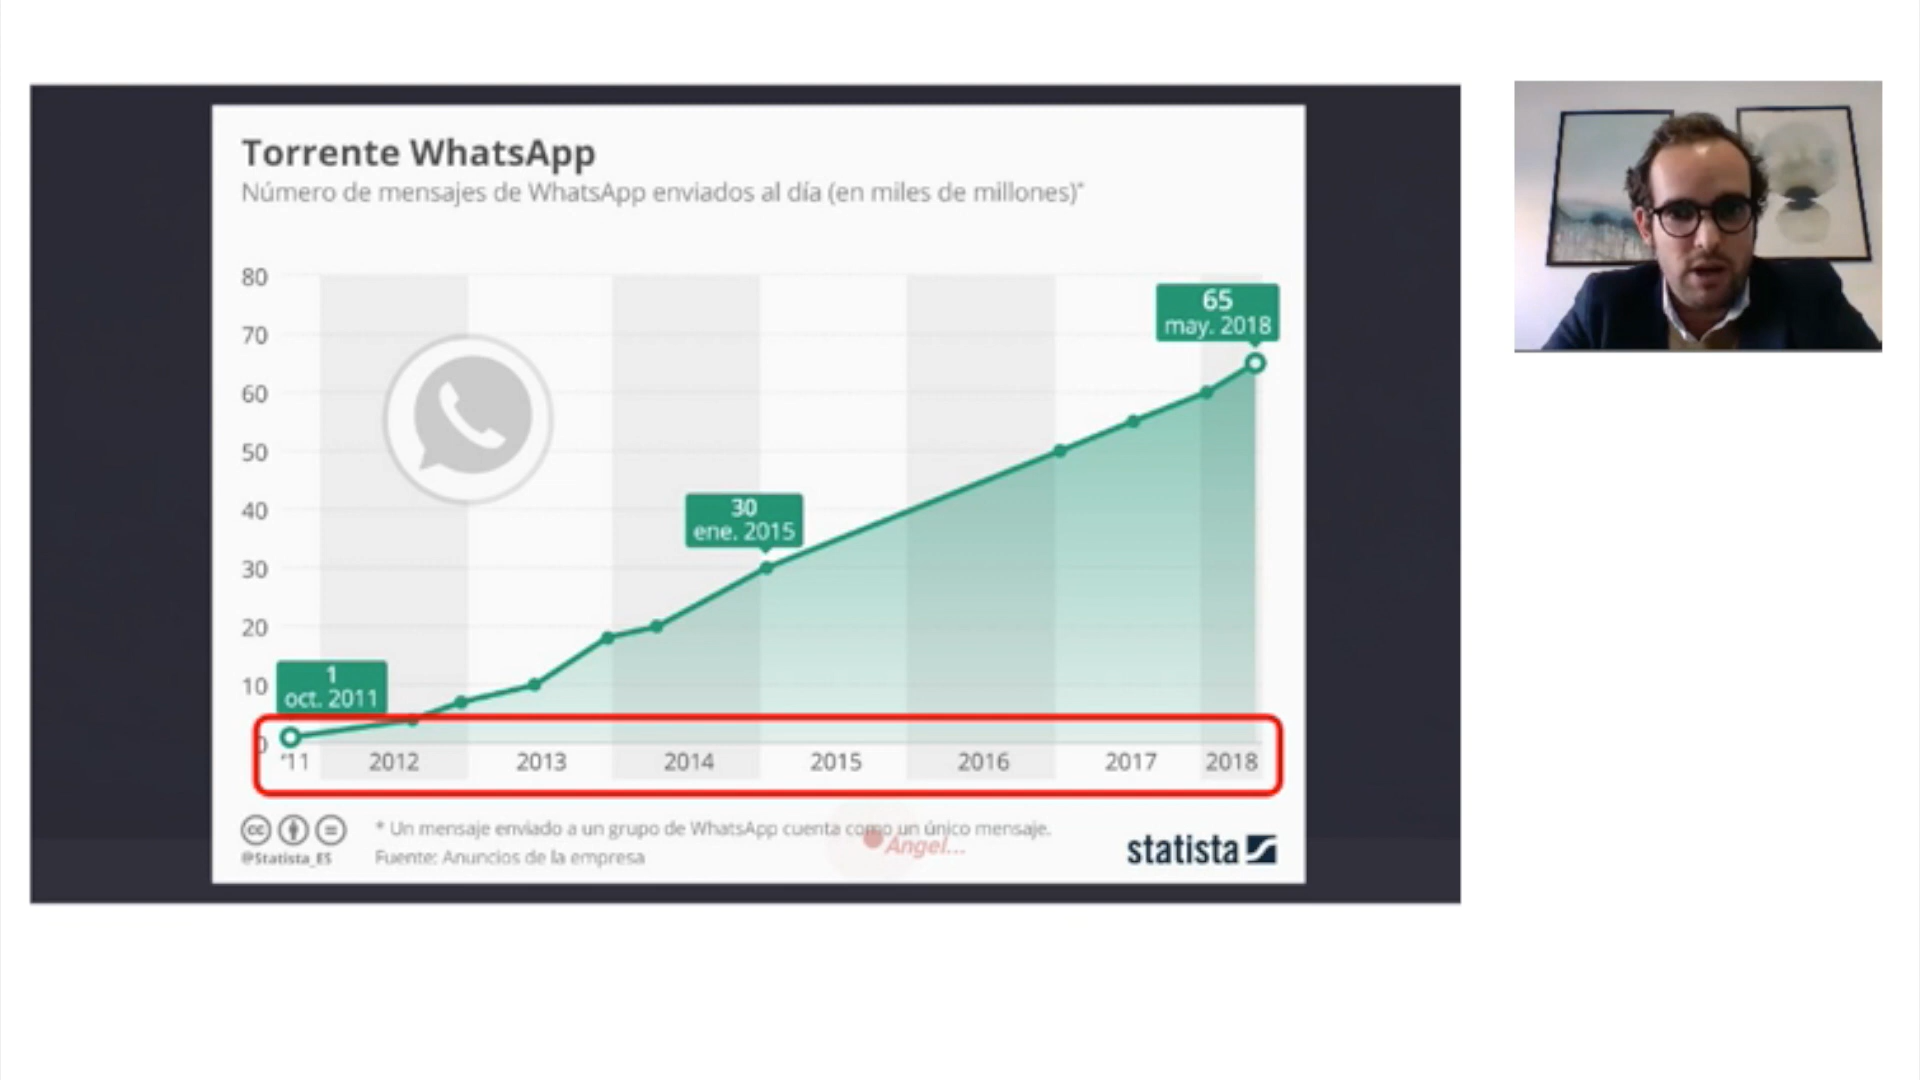 Torrente WhatsApp
Número de mensajes de WhatsApp enviados al día (en miles de millones)*
80
70
60
50
40
30
20
10
0
65
may. 2018
30
ene. 2015
1
oct. 2011
'11 2012 2013 2014 2015 2016 2017 2018
cc
@Statista_ES
* Un mensaje enviado a un grupo de WhatsApp cuenta como un único mensaje.
Angel...
Fuente: Anuncios de la empresa
statista